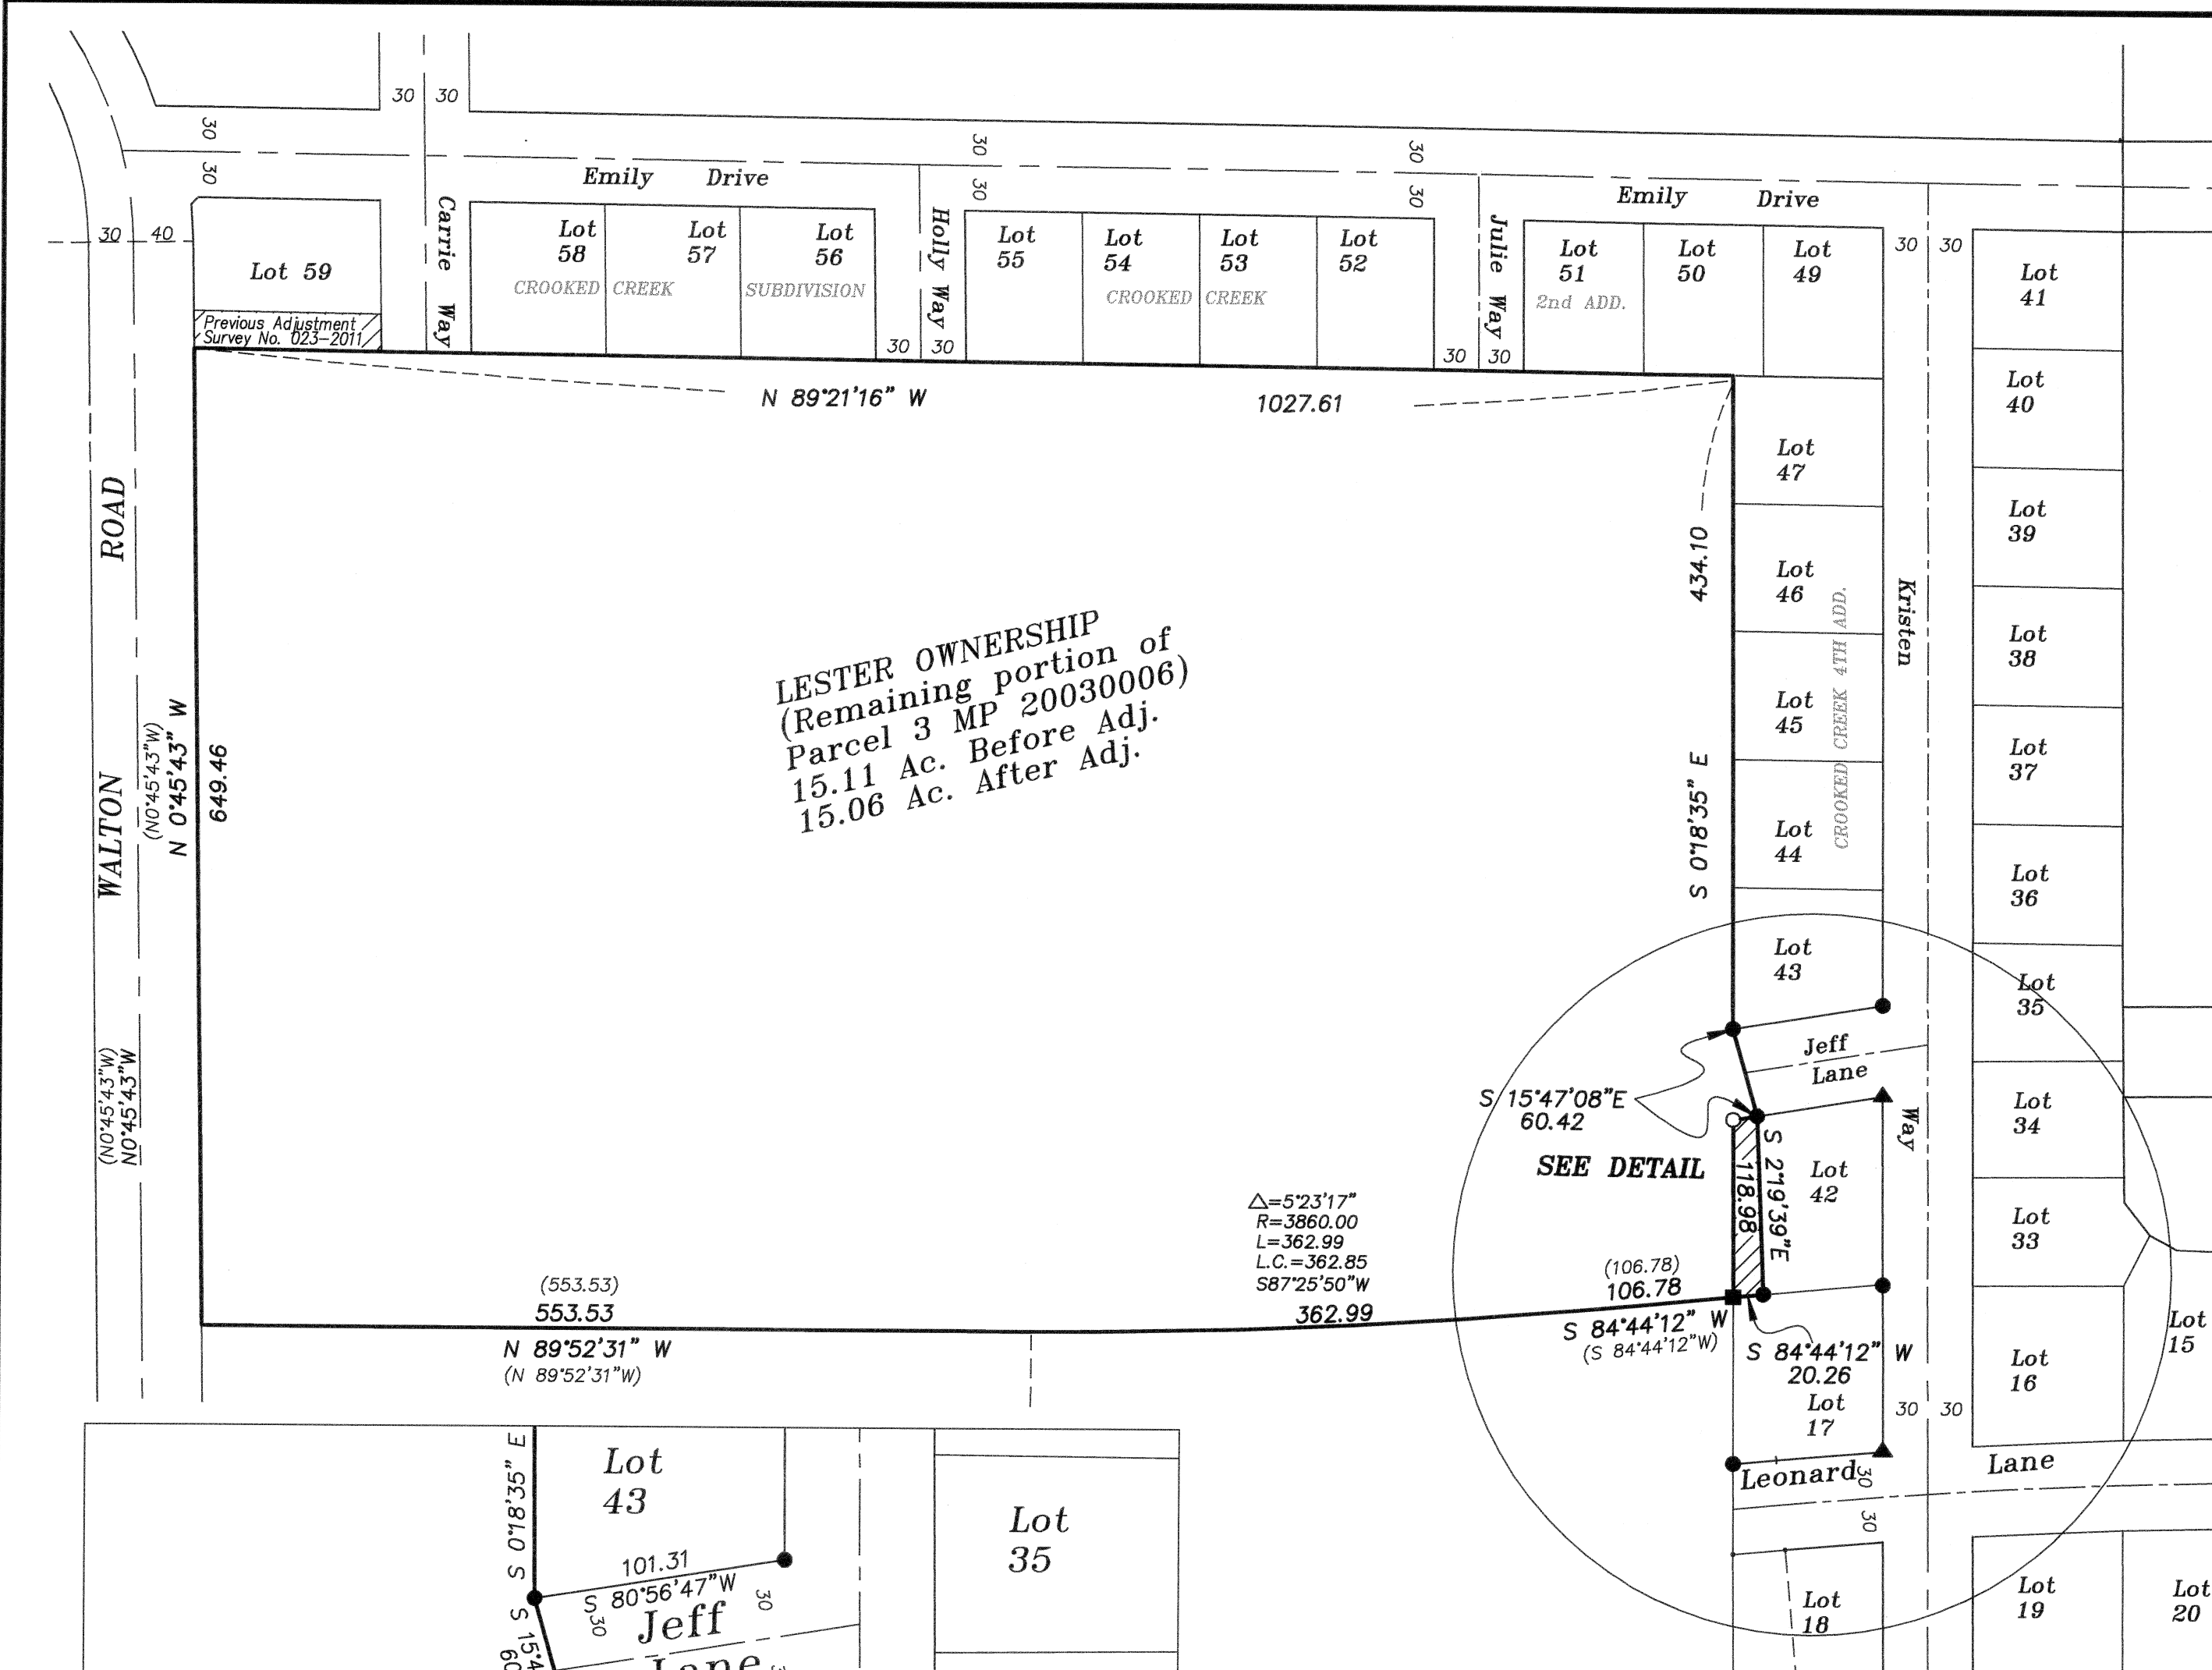 30 30
30
30
30
30
30
30
Emily Drive
Emily Drive
30 40
Lot 59
Previous Adjustment
Survey No. 023-2011
Carrie Way
Lot
58
Lot
57
Lot
56
CROOKED CREEK SUBDIVISION
30 30
Holly Way
Lot
55
Lot
54
Lot
53
Lot
52
CROOKED CREEK
30 30
Julie Way
Lot
51
2nd ADD.
Lot
50
Lot
49
30 30
Lot
41
Lot
40
Lot
39
Lot
38
Lot
37
Lot
36
Lot
35
Lot
34
Lot
33
Lot
16
Lot
15
N 89°21'16" W 1027.61
WALTON ROAD
(N0°45'43"W)
N 0°45'43" W
649.46
(N0°45'43"W)
N0°45'43"W
LESTER OWNERSHIP
(Remaining portion of
Parcel 3 MP 20030006)
15.11 Ac. Before Adj.
15.06 Ac. After Adj.
S 0°18'35" E 434.10
Lot
47
Lot
46
Lot
45
Lot
44
Lot
43
CROOKED CREEK 4TH ADD.
Kristen Way
Jeff
Lane
S 15°47'08"E
60.42
SEE DETAIL
118.98
S 2°19'39"E
Lot
42
Δ=5°23'17"
R=3860.00
L=362.99
L.C.=362.85
S87°25'50"W
362.99
(106.78)
106.78
S 84°44'12" W
(S 84°44'12"W)
S 84°44'12" W
20.26
(553.53)
553.53
N 89°52'31" W
(N 89°52'31"W)
Lot
17
30 30
Leonard Lane
30
30
Lot
18
Lot
19
Lot
20
S 0°18'35" E
Lot
43
101.31
S 80°56'47"W
30
30
Jeff
Lane
S 15°4
60
Lot
35